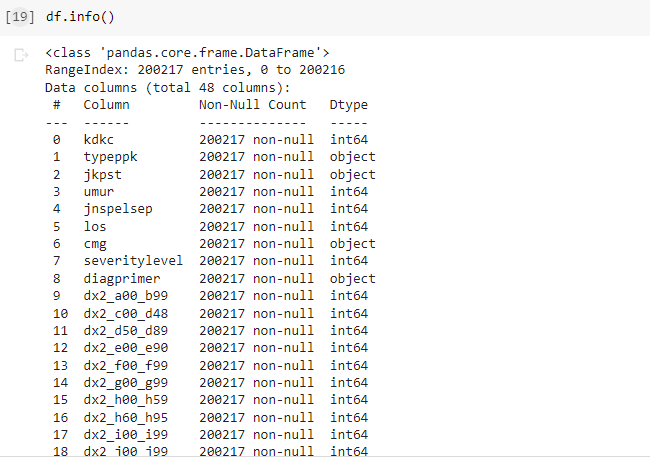 [19] df.info()
<class 'pandas.core.frame.DataFrame'>
RangeIndex: 200217 entries, 0 to 200216
Data columns (total 48 columns):
# Column Non-Null Count Dtype
--- ------ -------------- -----
0 kdkc 200217 non-null int64
1 typeppk 200217 non-null object
2 jkpst 200217 non-null object
3 umur 200217 non-null int64
4 jnspelsep 200217 non-null int64
5 los 200217 non-null int64
6 cmg 200217 non-null object
7 severitylevel 200217 non-null int64
8 diagprimer 200217 non-null object
9 dx2_a00_b99 200217 non-null int64
10 dx2_c00_d48 200217 non-null int64
11 dx2_d50_d89 200217 non-null int64
12 dx2_e00_e90 200217 non-null int64
13 dx2_f00_f99 200217 non-null int64
14 dx2_g00_g99 200217 non-null int64
15 dx2_h00_h59 200217 non-null int64
16 dx2_h60_h95 200217 non-null int64
17 dx2_i00_i99 200217 non-null int64
18 dx2_j00_j99 200217 non-null int64